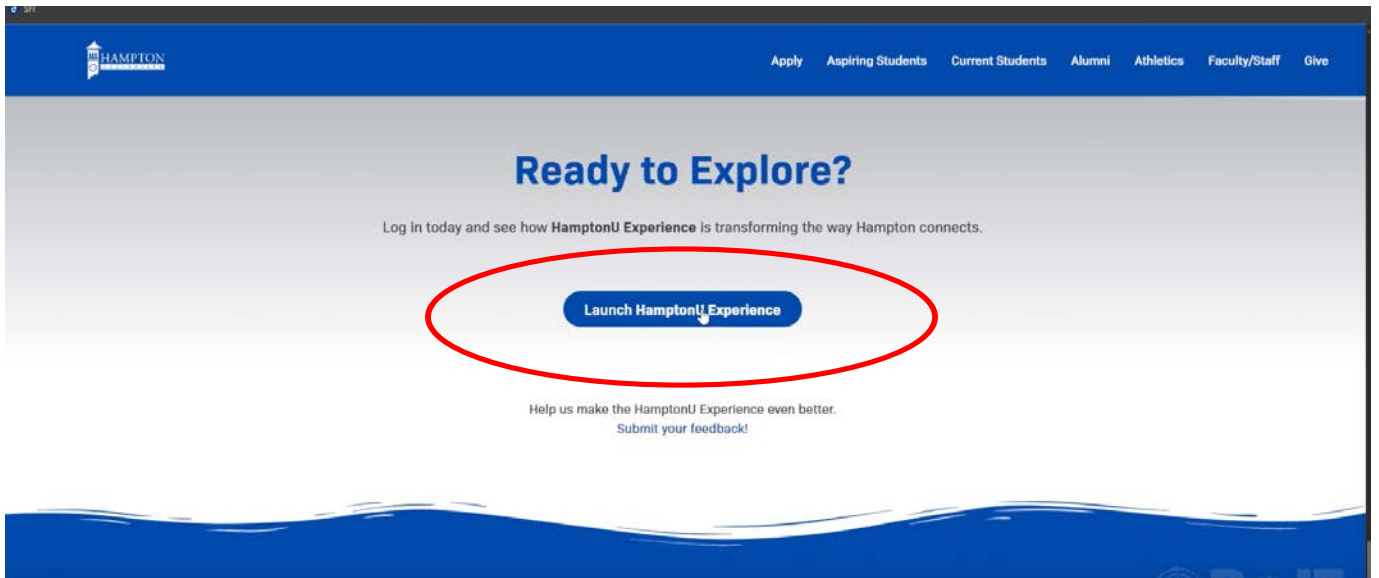 SFI
HAMPTON
UNIVERSITY
Apply Aspiring Students Current Students Alumni Athletics Faculty/Staff Give
Ready to Explore?
Log in today and see how HamptonU Experience is transforming the way Hampton connects.
Launch HamptonU Experience
Help us make the HamptonU Experience even better.
Submit your feedback!